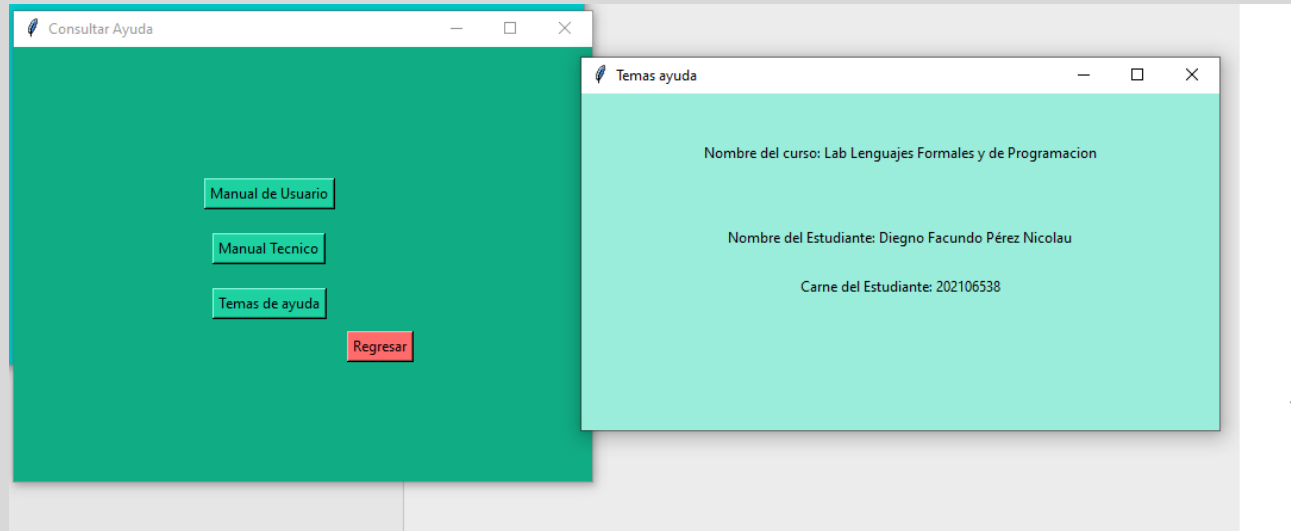 Consultar Ayuda
Manual de Usuario
Manual Tecnico
Temas de ayuda
Regresar
Temas ayuda
Nombre del curso: Lab Lenguajes Formales y de Programacion
Nombre del Estudiante: Diegno Facundo Pérez Nicolau
Carne del Estudiante: 202106538